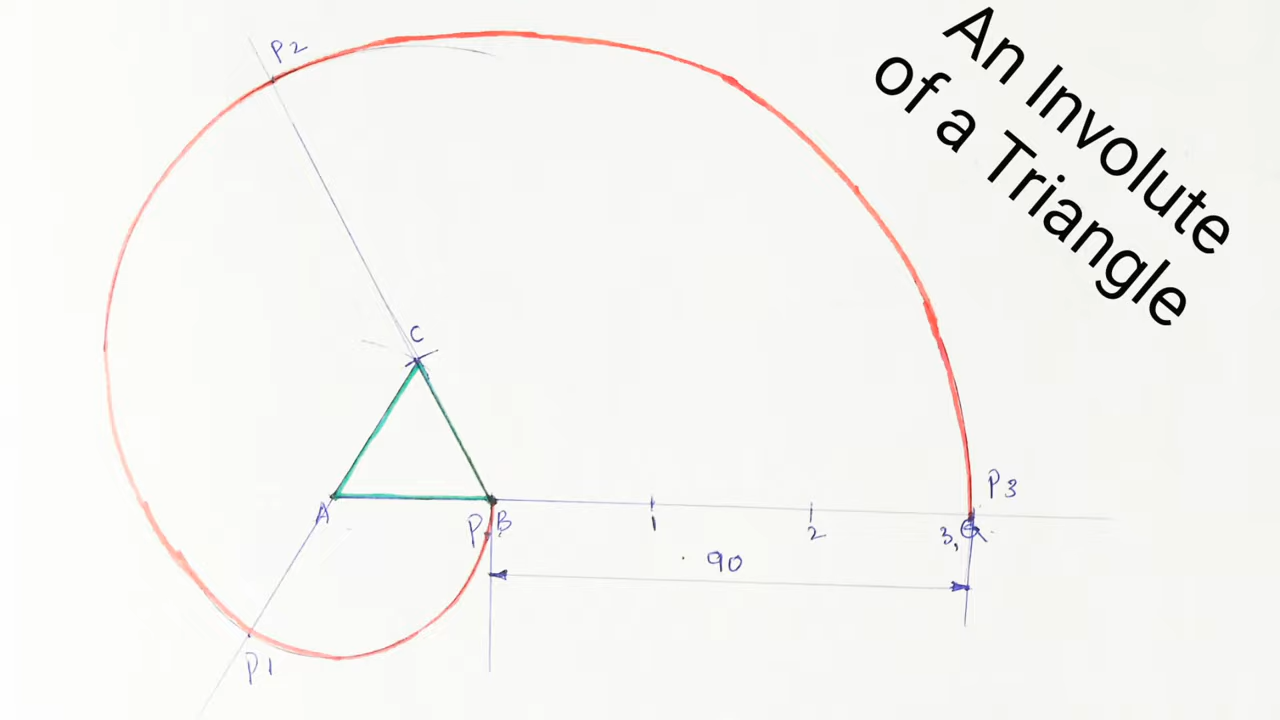 An Involute
of a Triangle
P2
C
P3
A
P B
1
2
3, Q
90
P1